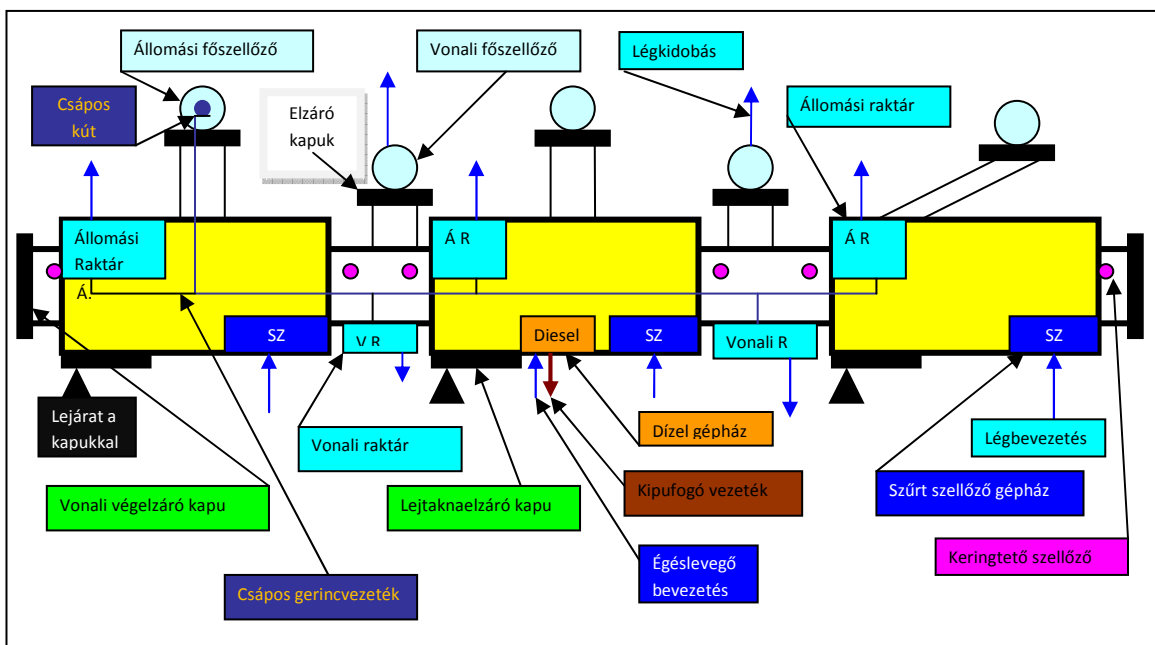 Állomási főszellőző
Vonali főszellőző
Légkidobás
Csápos
kút
Elzáró
kapuk
Állomási raktár
Állomási
Raktár
Á.
Á R
Á R
SZ
V R
Diesel
SZ
Vonali R
SZ
Lejárat a
kapukkal
Vonali raktár
Dízel gépház
Légbevezetés
Vonali végelzáró kapu
Lejtaknaelzáró kapu
Kipufogó vezeték
Szűrt szellőző gépház
Égéslevegő
bevezetés
Keringtető szellőző
Csápos gerincvezeték